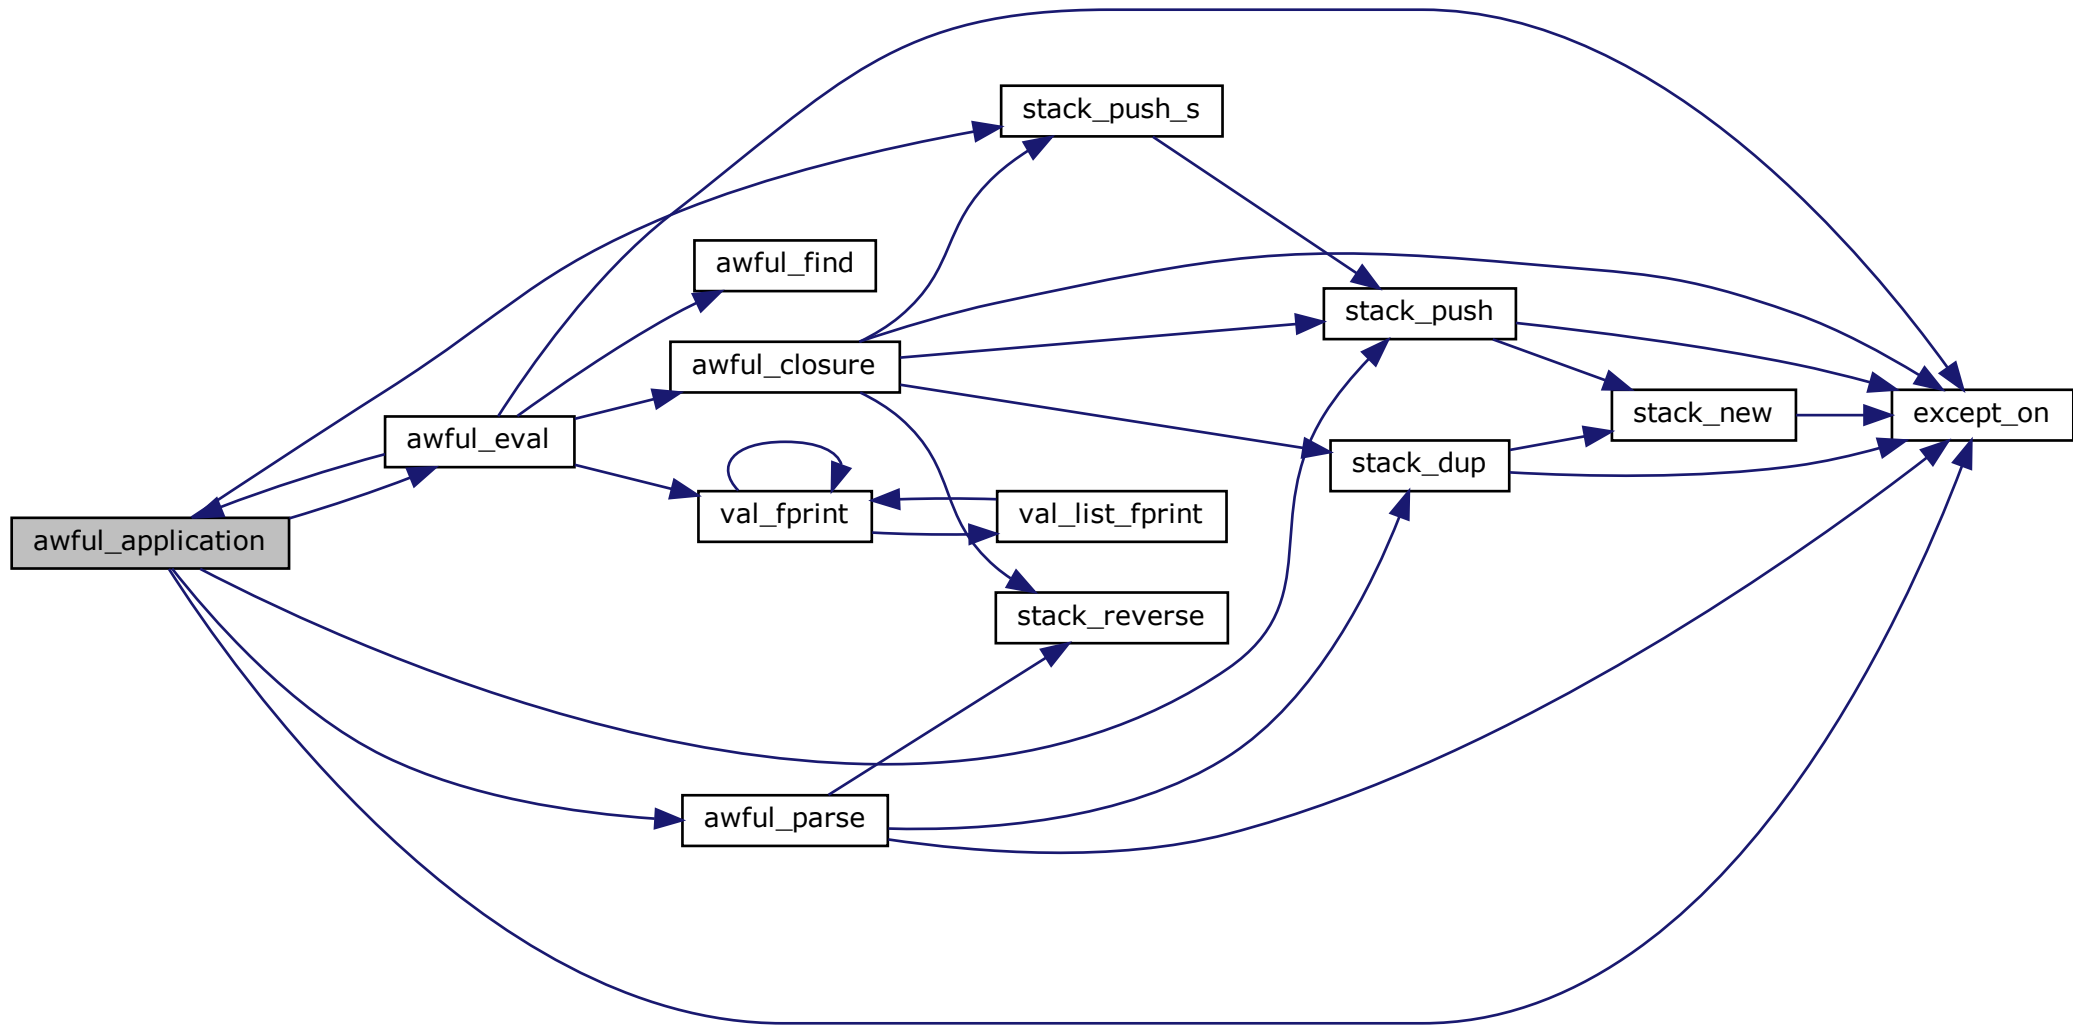 stack_push_s
awful_find
stack_push
awful_closure
stack_new
except_on
awful_eval
stack_dup
val_fprint
val_list_fprint
awful_application
stack_reverse
awful_parse